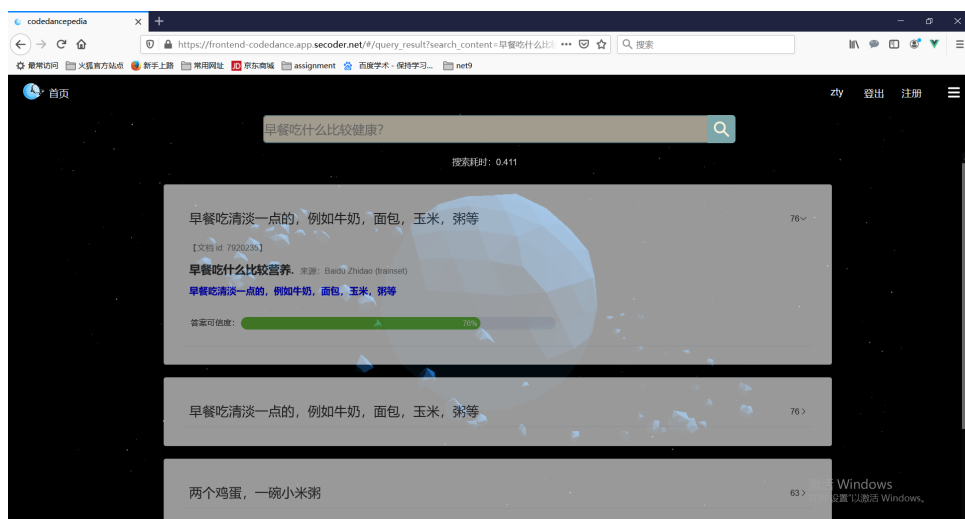 codedancepedia
https://frontend-codedance.app.secoder.net/#/query_result?search_content=早餐吃什么比
搜索
最常访问 火狐官方站点 新手上路 常用网址 JD 京东商城 assignment 百度学术 - 保持学习... net9
首页 zty 登出 注册
早餐吃什么比较健康?
搜索耗时: 0.411
早餐吃清淡一点的, 例如牛奶, 面包, 玉米, 粥等 76
【文档 id: 7920235】
早餐吃什么比较营养. 来源: Baidu Zhidao (trainset)
早餐吃清淡一点的, 例如牛奶, 面包, 玉米, 粥等
答案可信度: 76%
早餐吃清淡一点的, 例如牛奶, 面包, 玉米, 粥等 76
两个鸡蛋, 一碗小米粥 63
Windows
设置"以激活 Windows。